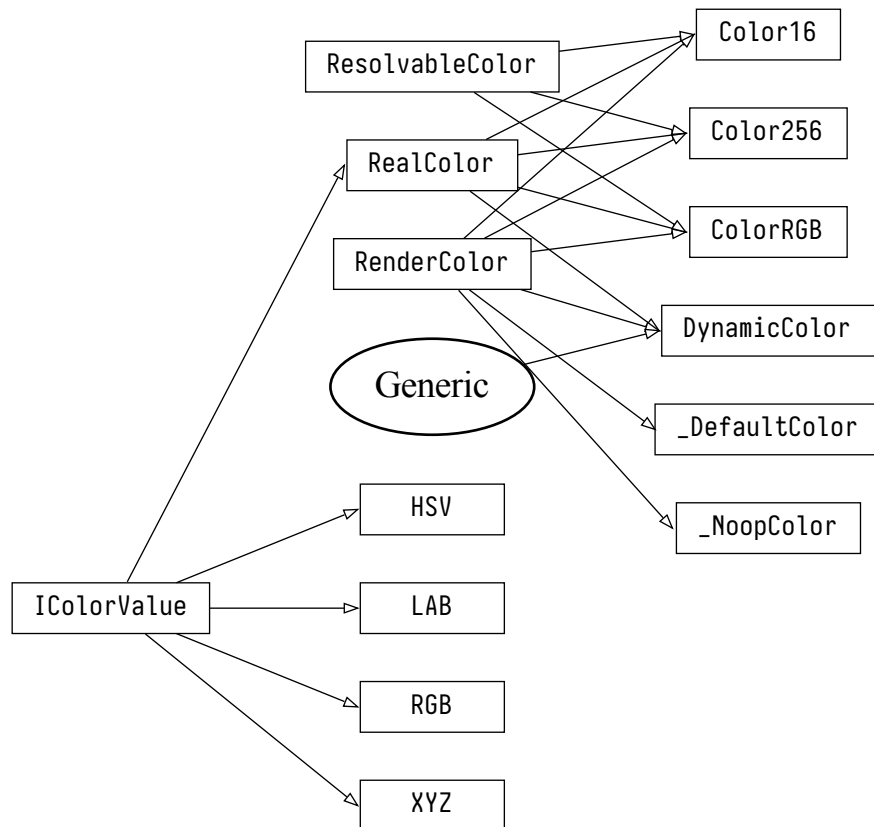 Color16
ResolvableColor
Color256
RealColor
ColorRGB
RenderColor
DynamicColor
Generic
_DefaultColor
HSV
_NoopColor
IColorValue
LAB
RGB
XYZ